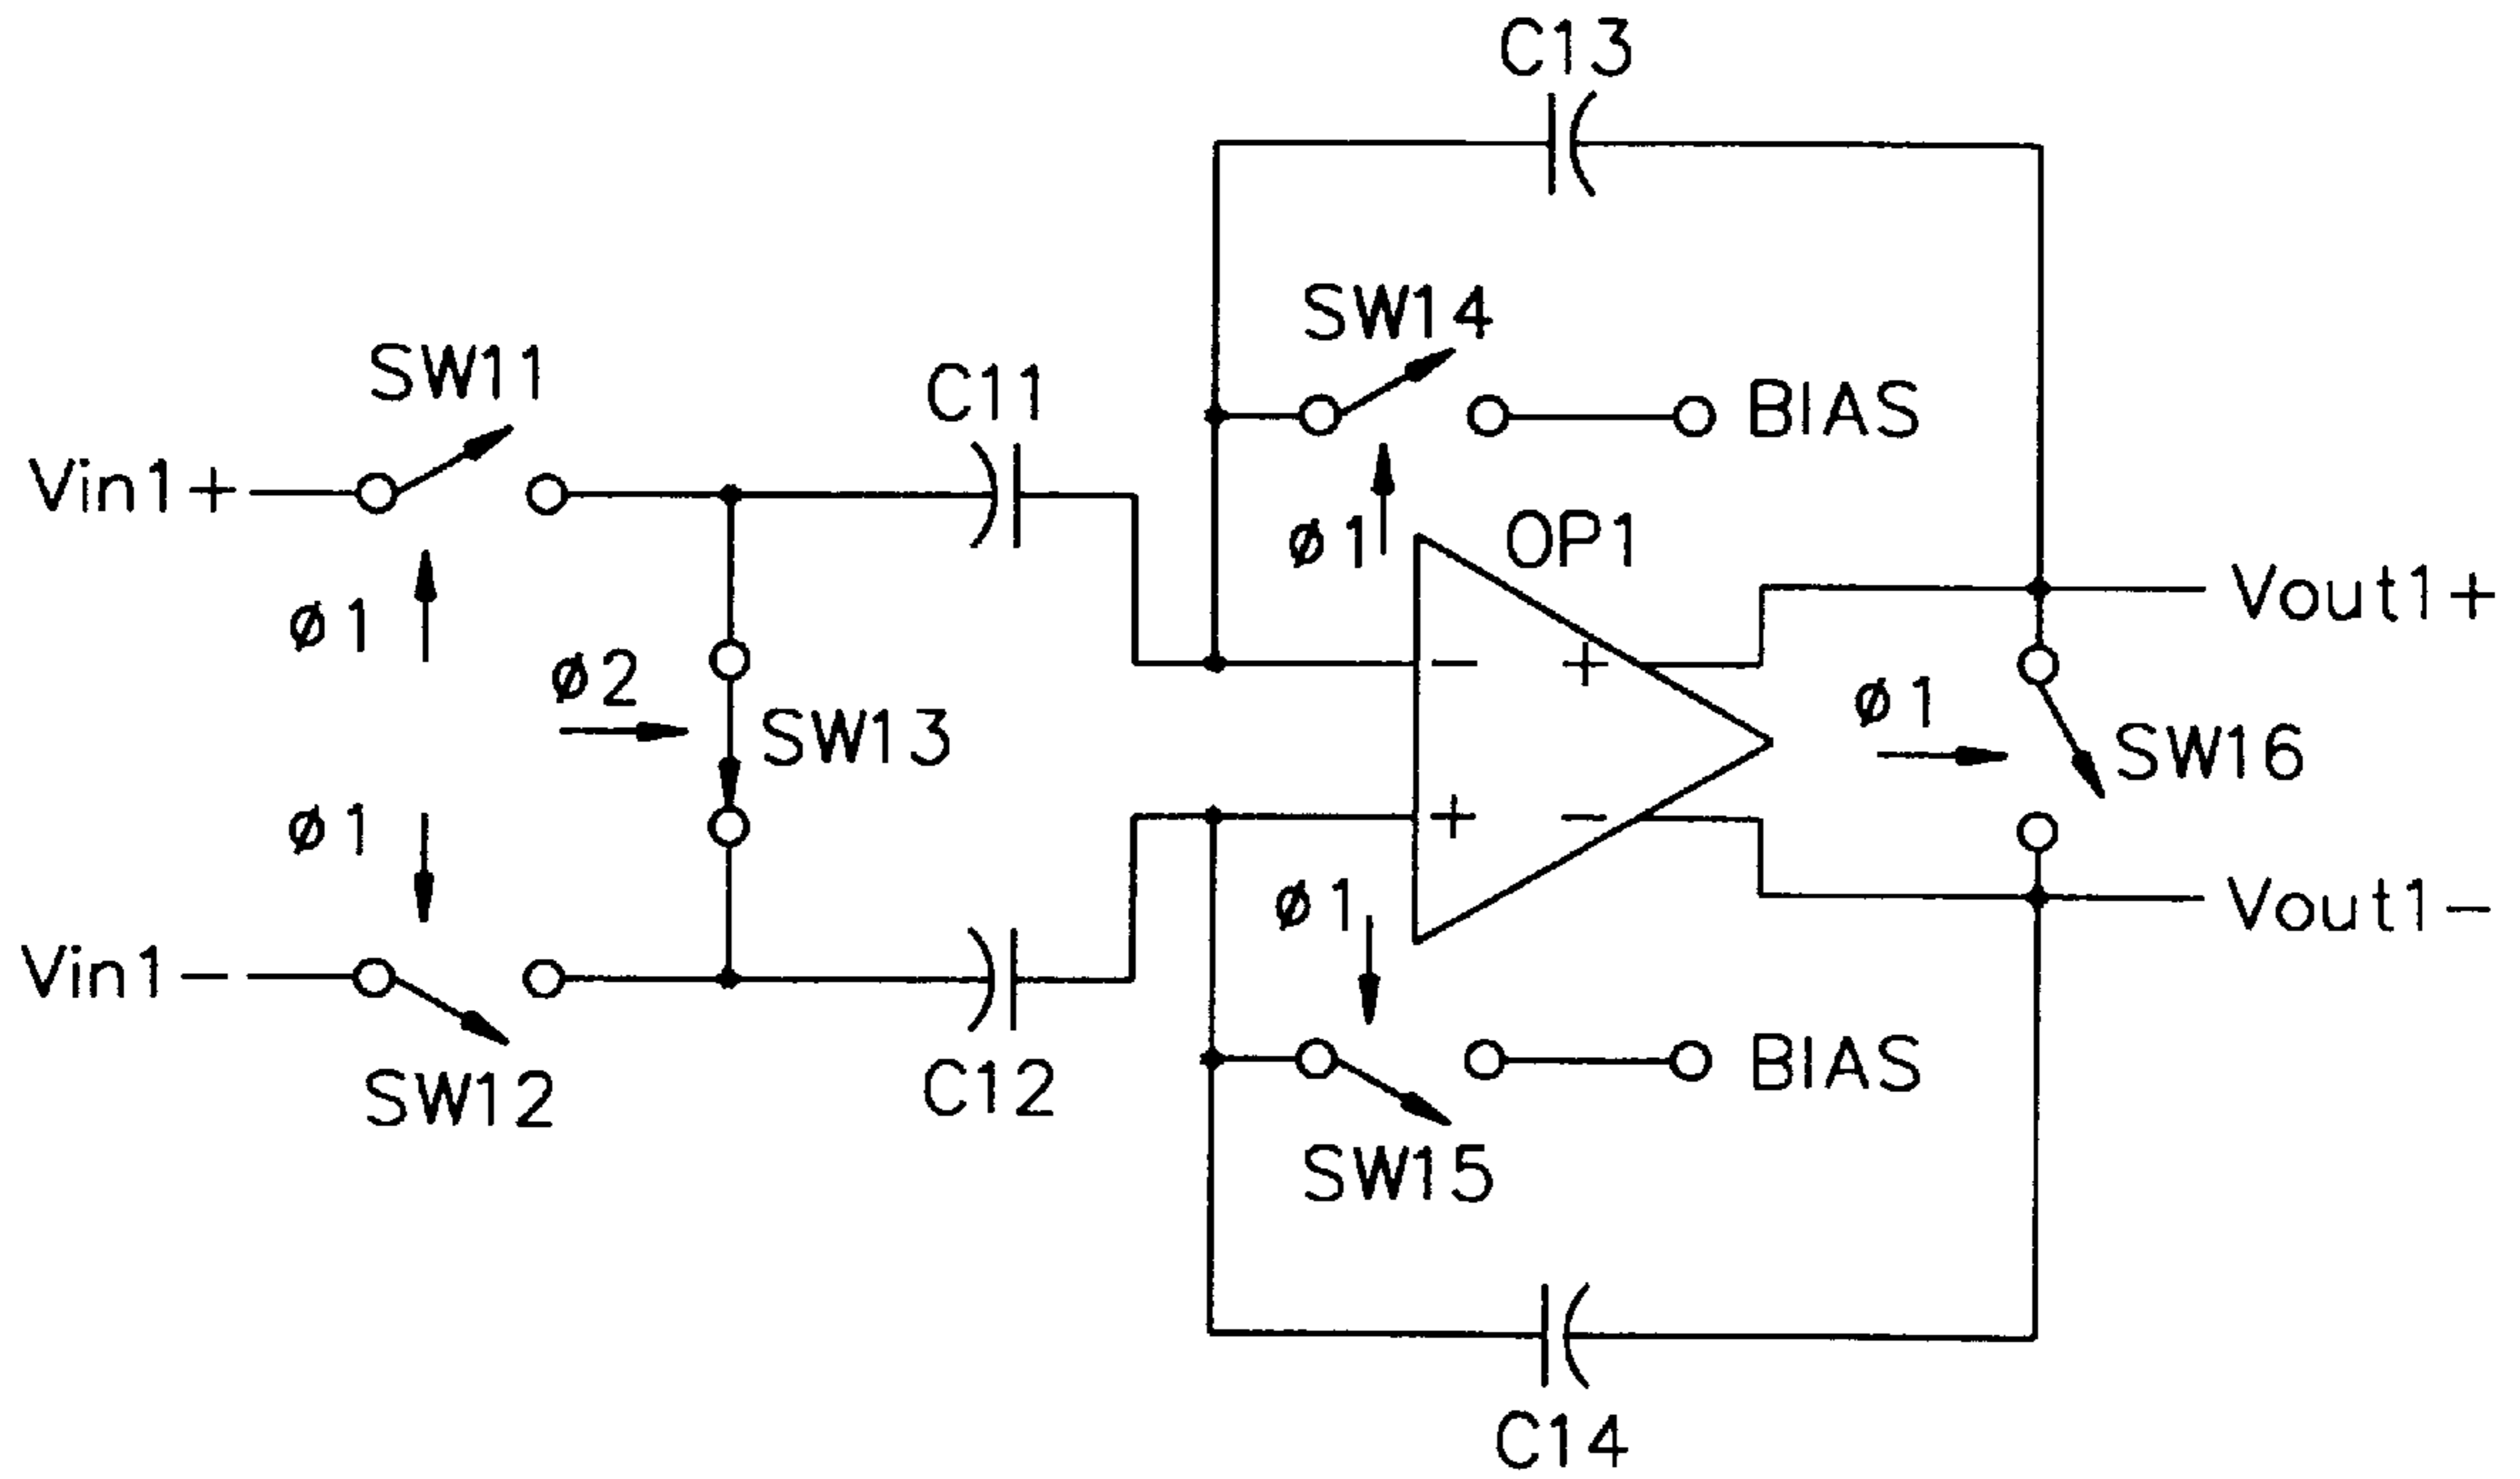 C13
SW14
SW11
C11
BIAS
Vin1+
ø1
OP1
Vout1+
ø1
ø2
ø1
SW13
SW16
- +
+ -
ø1
ø1
Vout1-
Vin1-
BIAS
C12
SW12
SW15
C14